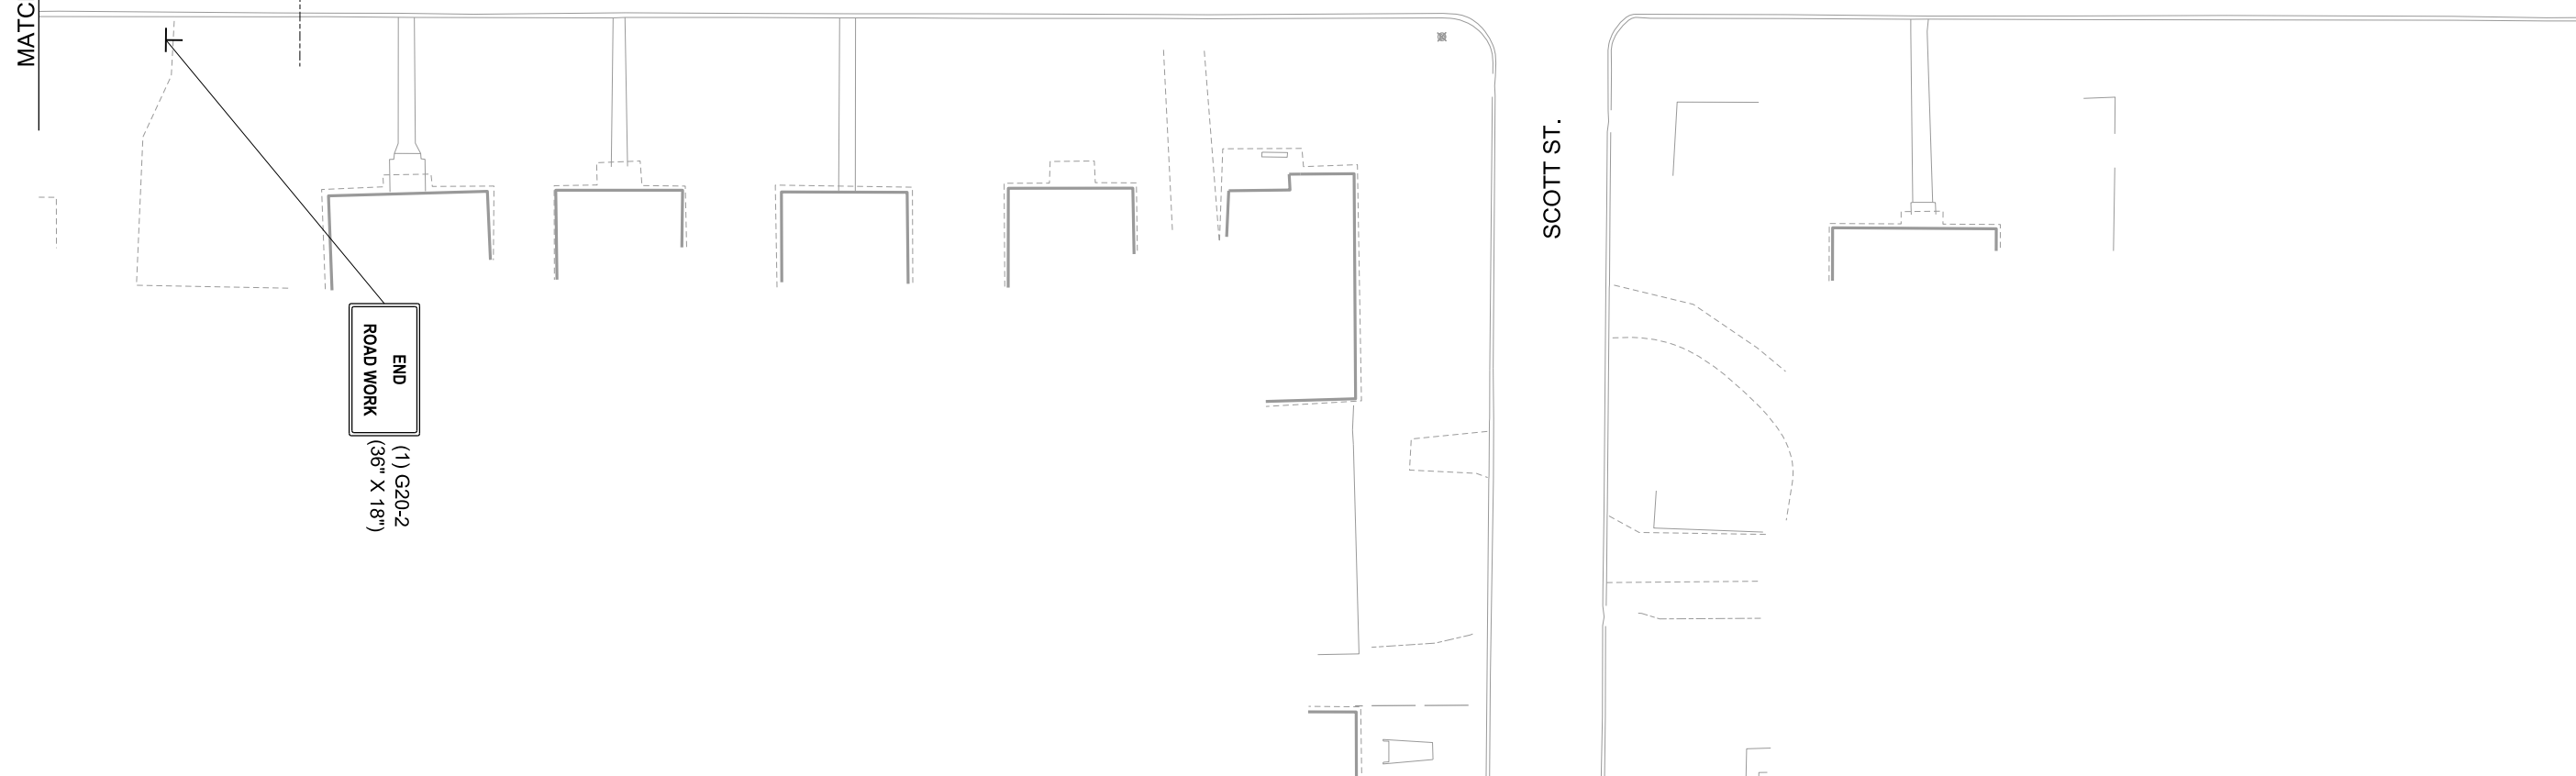 MATC
END
ROAD WORK
(1) G20-2
(36" X 18")
SCOTT ST.